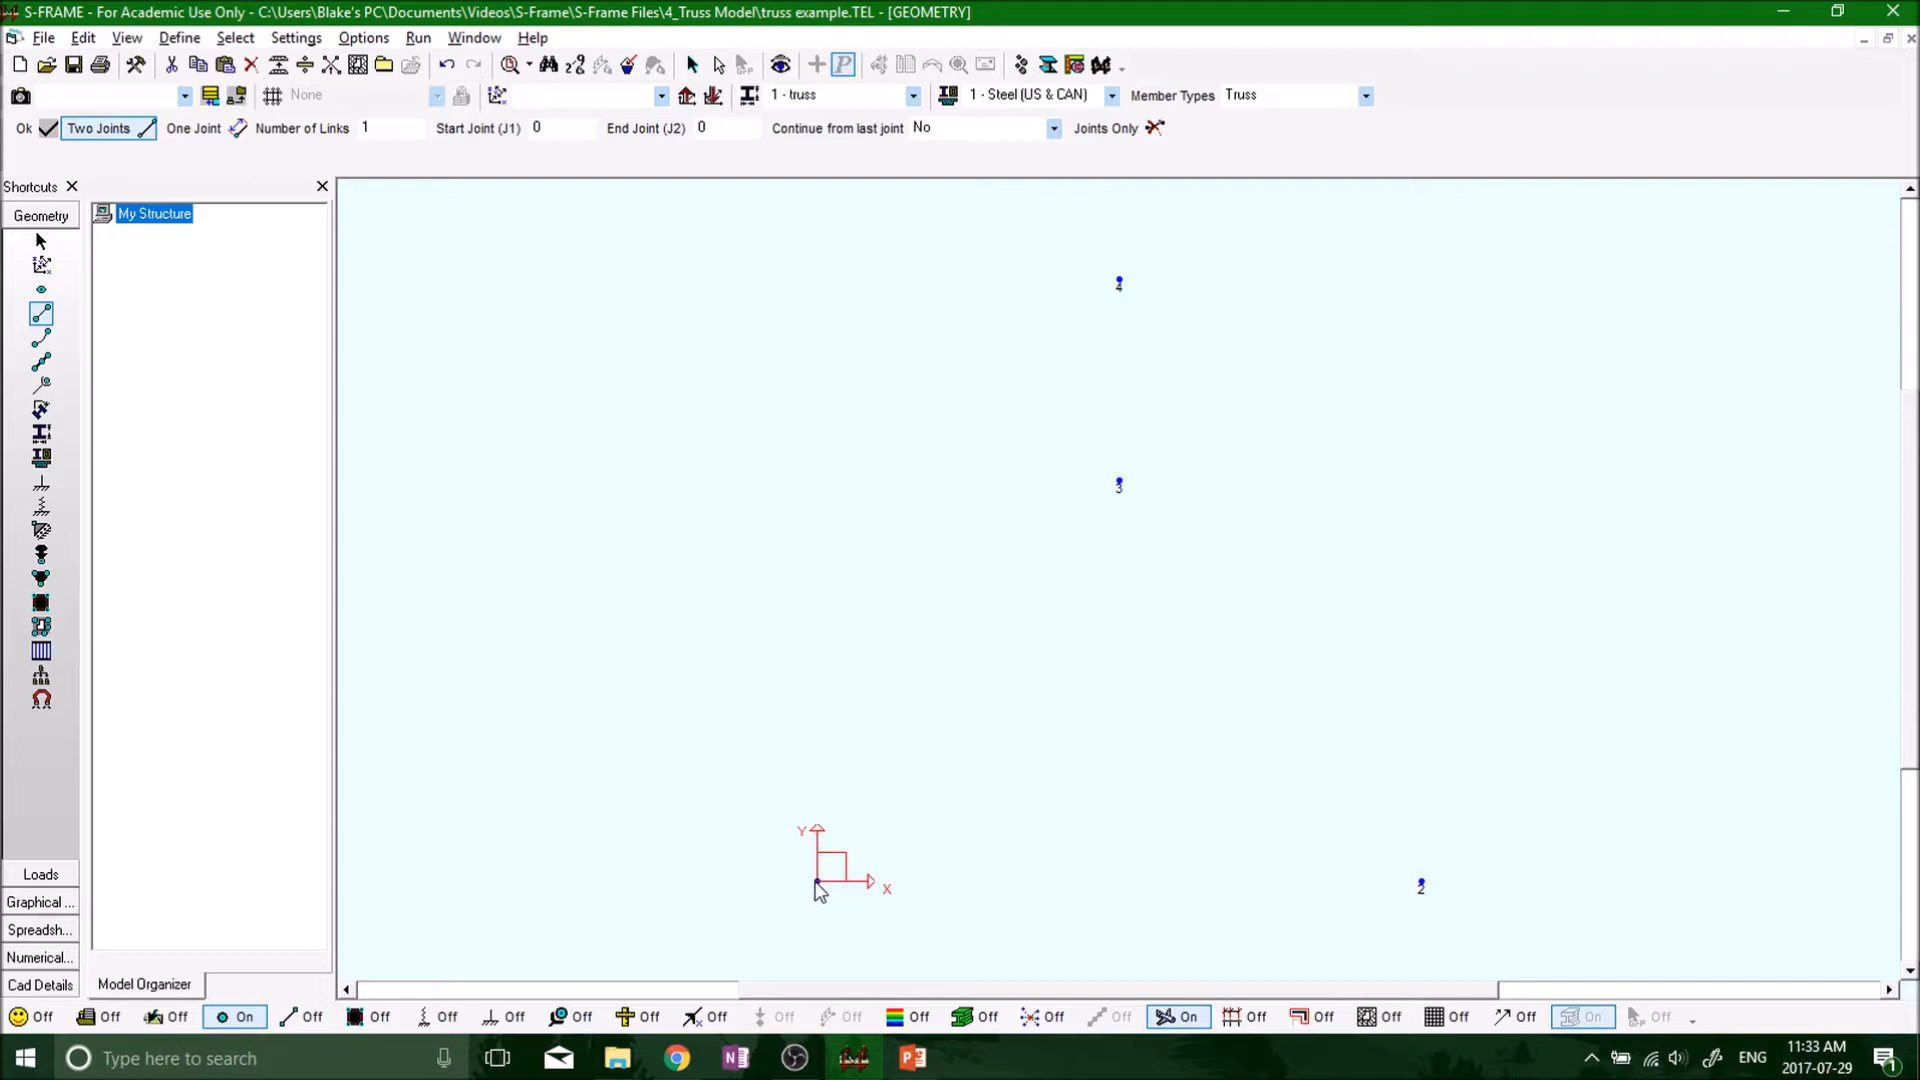 S-FRAME - For Academic Use Only - C:\Users\Blake's PC\Documents\Videos\S-Frame\S-Frame Files\4_Truss Model\truss example.TEL - [GEOMETRY]
File Edit View Define Select Settings Options Run Window Help
None 1 - truss 1 - Steel (US & CAN) Member Types Truss
Ok Two Joints One Joint Number of Links 1 Start Joint (J1) 0 End Joint (J2) 0 Continue from last joint No Joints Only
Shortcuts
Geometry
My Structure
4
3
Y
X
2
Loads
Graphical ...
Spreadsh...
Numerical...
Cad Details
Model Organizer
Off Off Off On Off Off Off Off Off Off Off Off Off Off Off Off Off On Off Off Off Off Off On Off
Type here to search
ENG
11:33 AM
2017-07-29
1